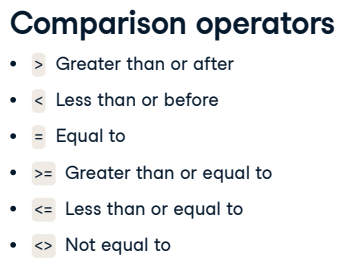 Comparison operators
• > Greater than or after
• < Less than or before
• = Equal to
• >= Greater than or equal to
• <= Less than or equal to
• <> Not equal to